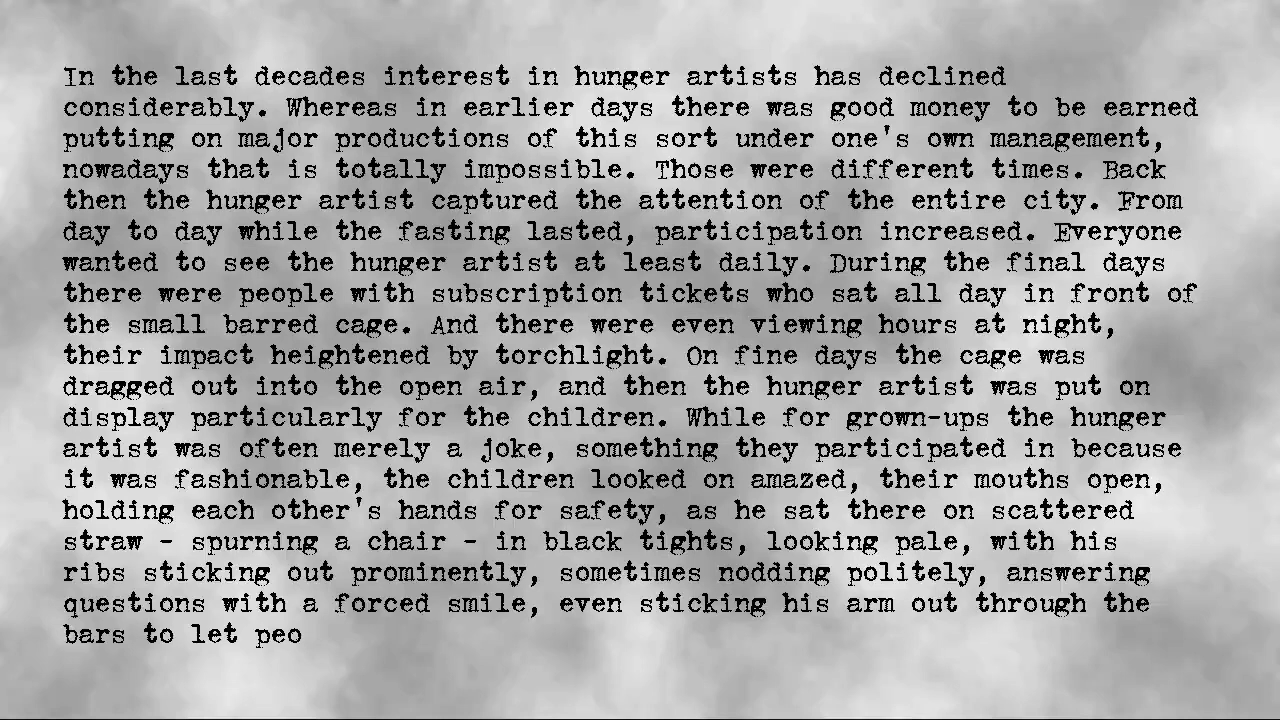 In the last decades interest in hunger artists has declined
considerably. Whereas in earlier days there was good money to be earned
putting on major productions of this sort under one's own management,
nowadays that is totally impossible. Those were different times. Back
then the hunger artist captured the attention of the entire city. From
day to day while the fasting lasted, participation increased. Everyone
wanted to see the hunger artist at least daily. During the final days
there were people with subscription tickets who sat all day in front of
the small barred cage. And there were even viewing hours at night,
their impact heightened by torchlight. On fine days the cage was
dragged out into the open air, and then the hunger artist was put on
display particularly for the children. While for grown-ups the hunger
artist was often merely a joke, something they participated in because
it was fashionable, the children looked on amazed, their mouths open,
holding each other's hands for safety, as he sat there on scattered
straw - spurning a chair - in black tights, looking pale, with his
ribs sticking out prominently, sometimes nodding politely, answering
questions with a forced smile, even sticking his arm out through the
bars to let peo